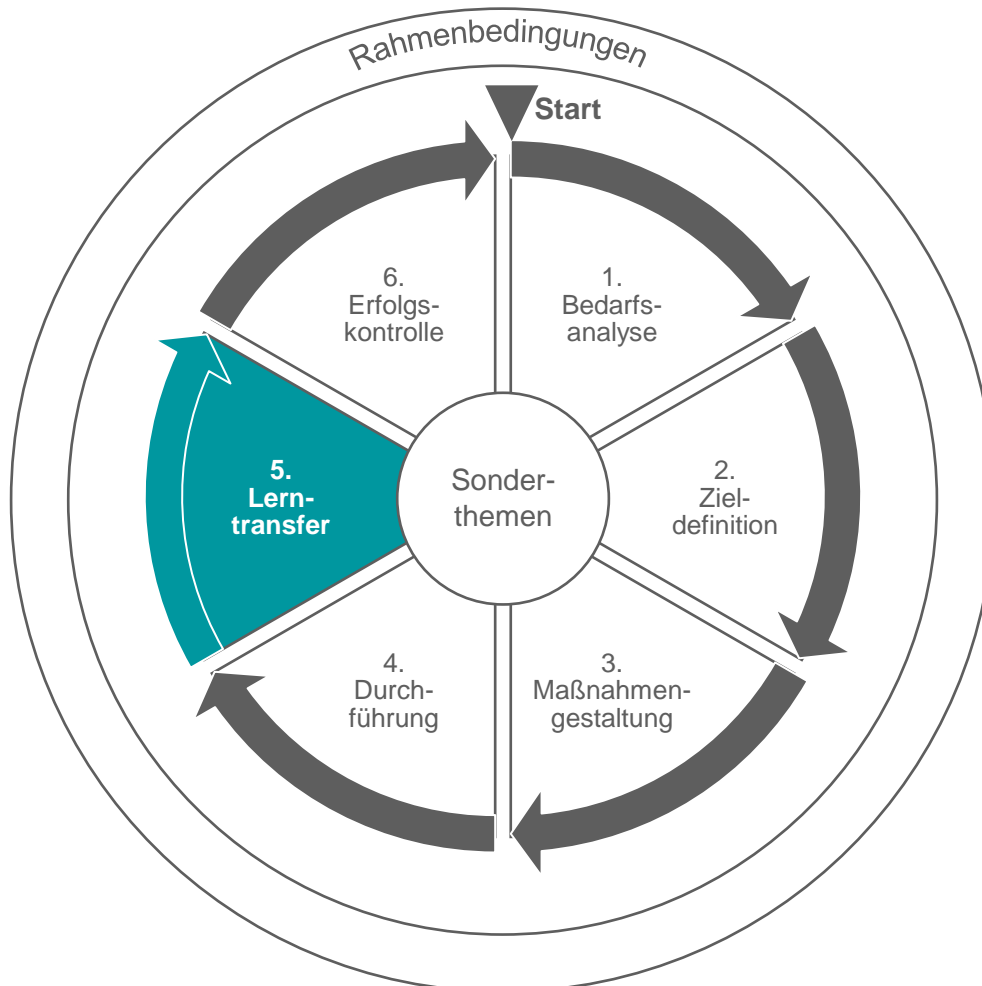 Rahmenbedingungen
Start
1.
Bedarfs-
analyse
2.
Ziel-
definition
3.
Maßnahmen-
gestaltung
4.
Durch-
führung
5.
Lern-
transfer
6.
Erfolgs-
kontrolle
Sonder-
themen